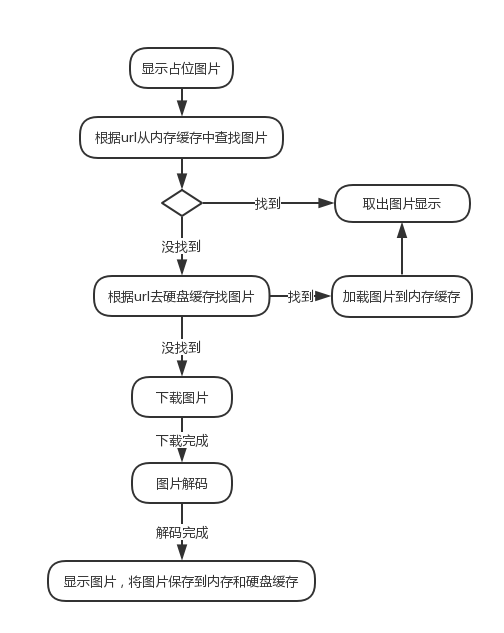 显示占位图片
根据url从内存缓存中查找图片
找到
取出图片显示
没找到
根据url去硬盘缓存找图片
找到
加载图片到内存缓存
没找到
下载图片
下载完成
图片解码
解码完成
显示图片，将图片保存到内存和硬盘缓存